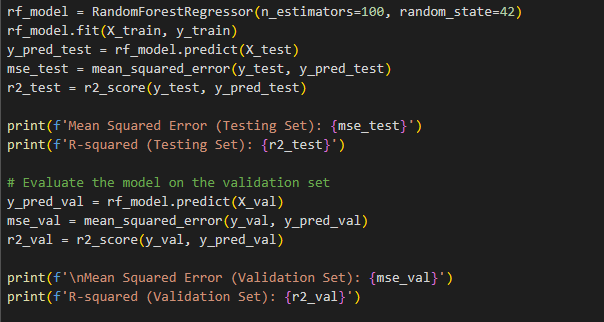 rf_model = RandomForestRegressor(n_estimators=100, random_state=42)
rf_model.fit(X_train, y_train)
y_pred_test = rf_model.predict(X_test)
mse_test = mean_squared_error(y_test, y_pred_test)
r2_test = r2_score(y_test, y_pred_test)

print(f'Mean Squared Error (Testing Set): {mse_test}')
print(f'R-squared (Testing Set): {r2_test}')

# Evaluate the model on the validation set
y_pred_val = rf_model.predict(X_val)
mse_val = mean_squared_error(y_val, y_pred_val)
r2_val = r2_score(y_val, y_pred_val)

print(f'\nMean Squared Error (Validation Set): {mse_val}')
print(f'R-squared (Validation Set): {r2_val}')